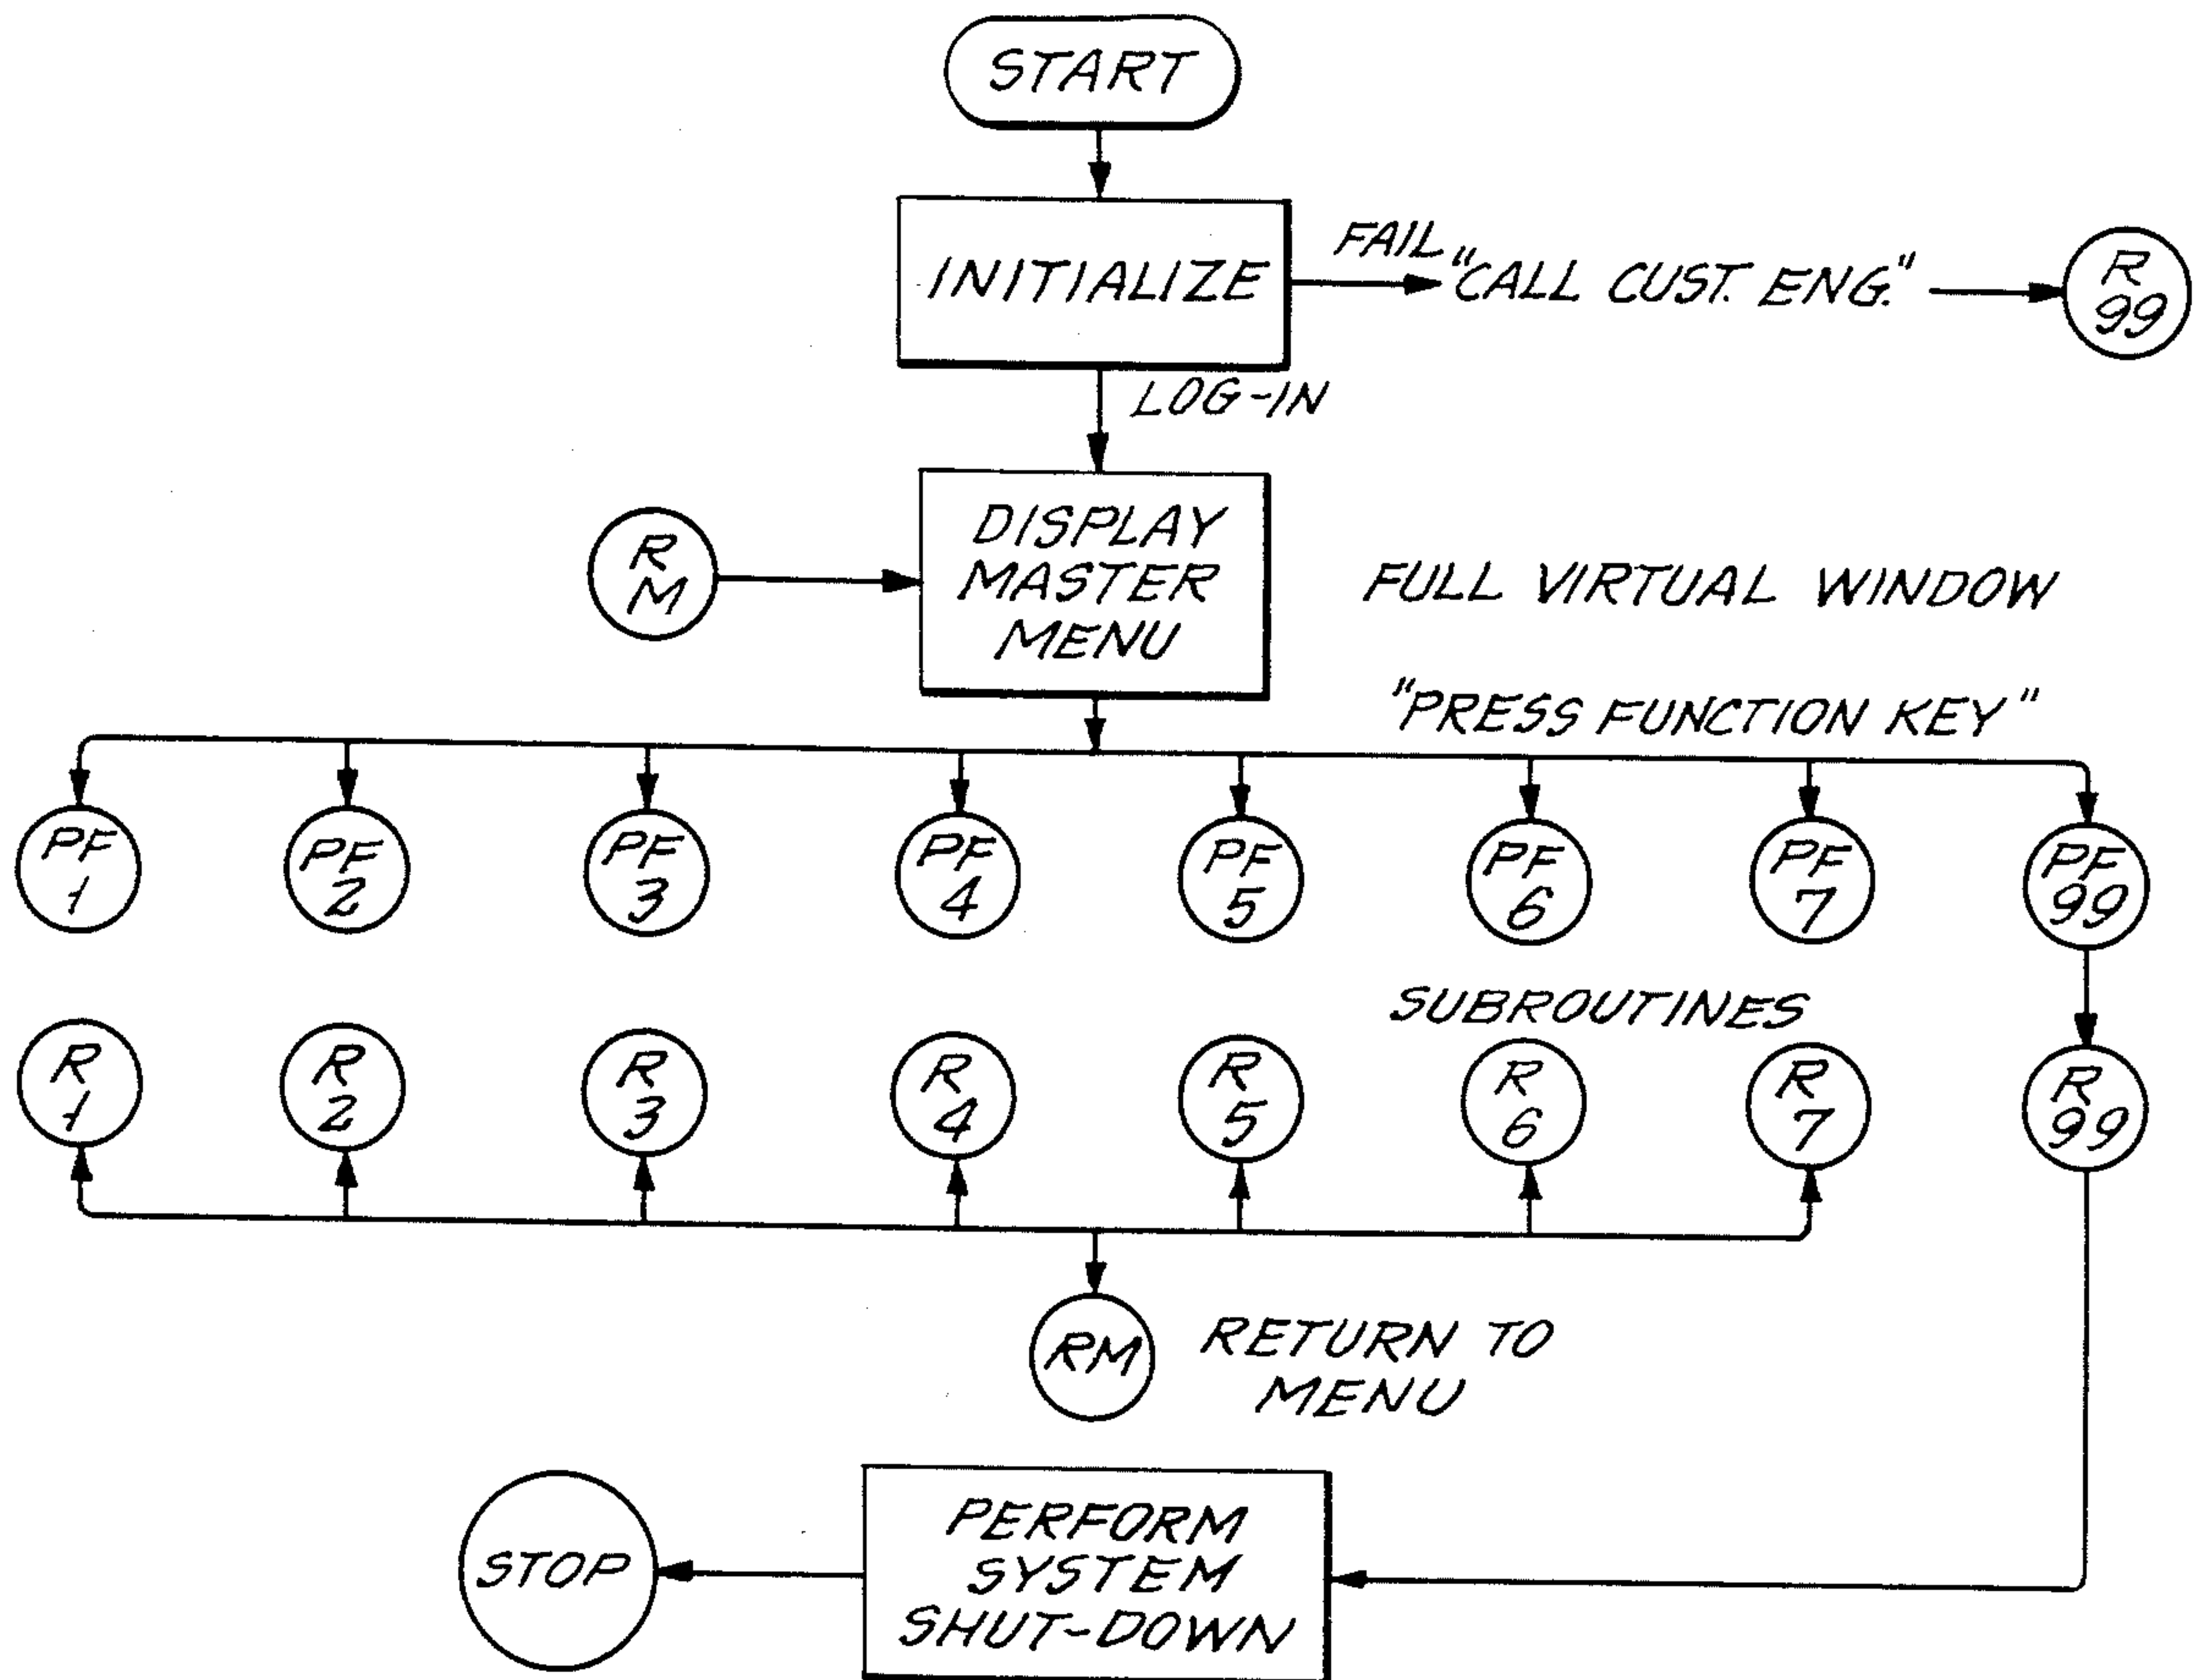 START
INITIALIZE
FAIL
"CALL CUST. ENG."
R
99
LOG-IN
R
M
DISPLAY
MASTER
MENU
FULL VIRTUAL WINDOW
"PRESS FUNCTION KEY"
PF
1
PF
2
PF
3
PF
4
PF
5
PF
6
PF
7
PF
99
SUBROUTINES
R
1
R
2
R
3
R
4
R
5
R
6
R
7
R
99
RM
RETURN TO
MENU
STOP
PERFORM
SYSTEM
SHUT-DOWN